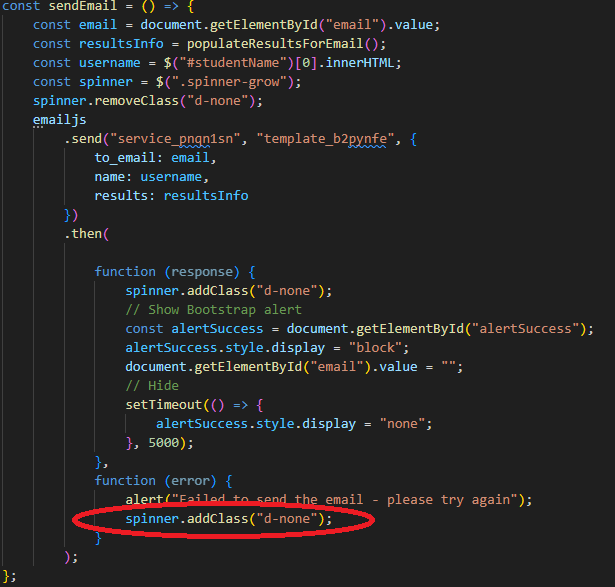 const sendEmail = () => {
const email = document.getElementById("email").value;
const resultsInfo = populateResultsForEmail();
const username = $("#studentName")[0].innerHTML;
const spinner = $(".spinner-grow");
spinner.removeClass("d-none");
emailjs
.send("service_pnqn1sn", "template_b2pynfe", {
to_email: email,
name: username,
results: resultsInfo
})
.then(
function (response) {
spinner.addClass("d-none");
// Show Bootstrap alert
const alertSuccess = document.getElementById("alertSuccess");
alertSuccess.style.display = "block";
document.getElementById("email").value = "";
// Hide
setTimeout(() => {
alertSuccess.style.display = "none";
}, 5000);
},
function (error) {
alert("Failed to send the email - please try again");
spinner.addClass("d-none");
}
);
};